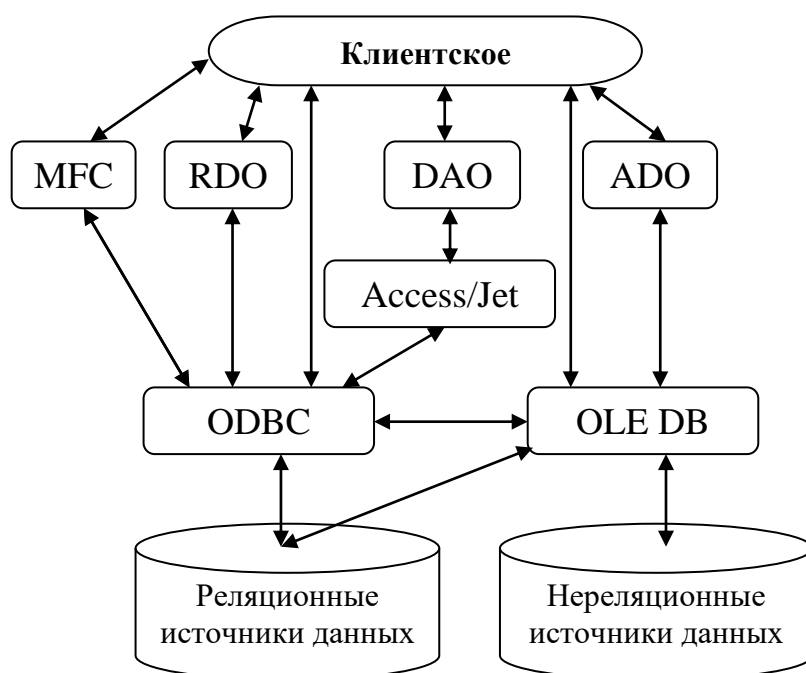 Клиентское
MFC
RDO
DAO
ADO
Access/Jet
ODBC
OLE DB
Реляционные
источники данных
Нереляционные
источники данных